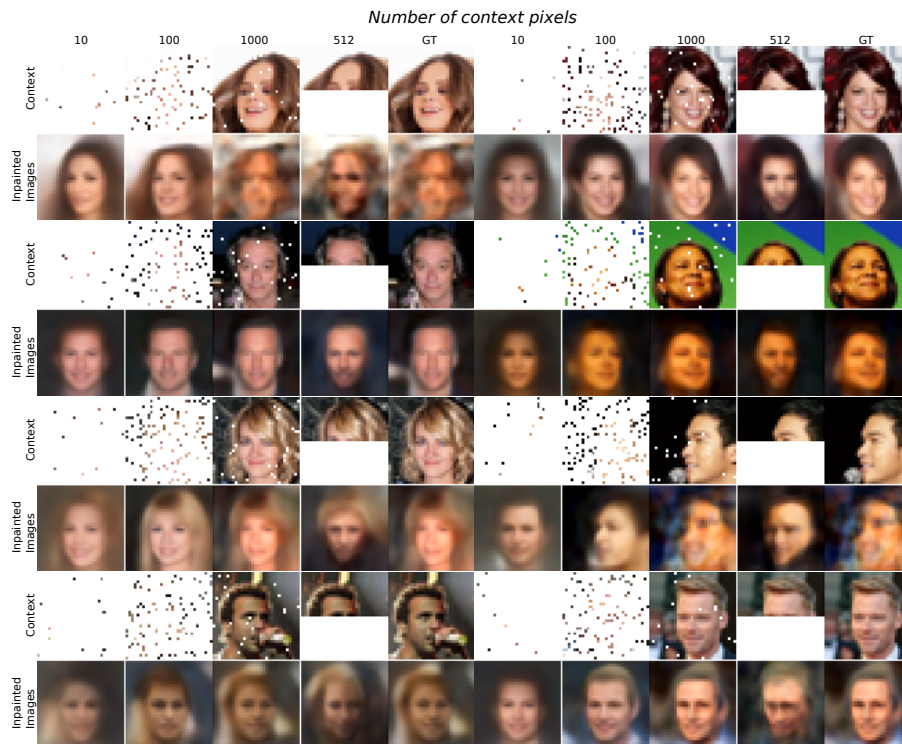 Number of context pixels
10 100 1000 512 GT 10 100 1000 512 GT
Context
Inpainted
Images
Context
Inpainted
Images
Context
Inpainted
Images
Context
Inpainted
Images